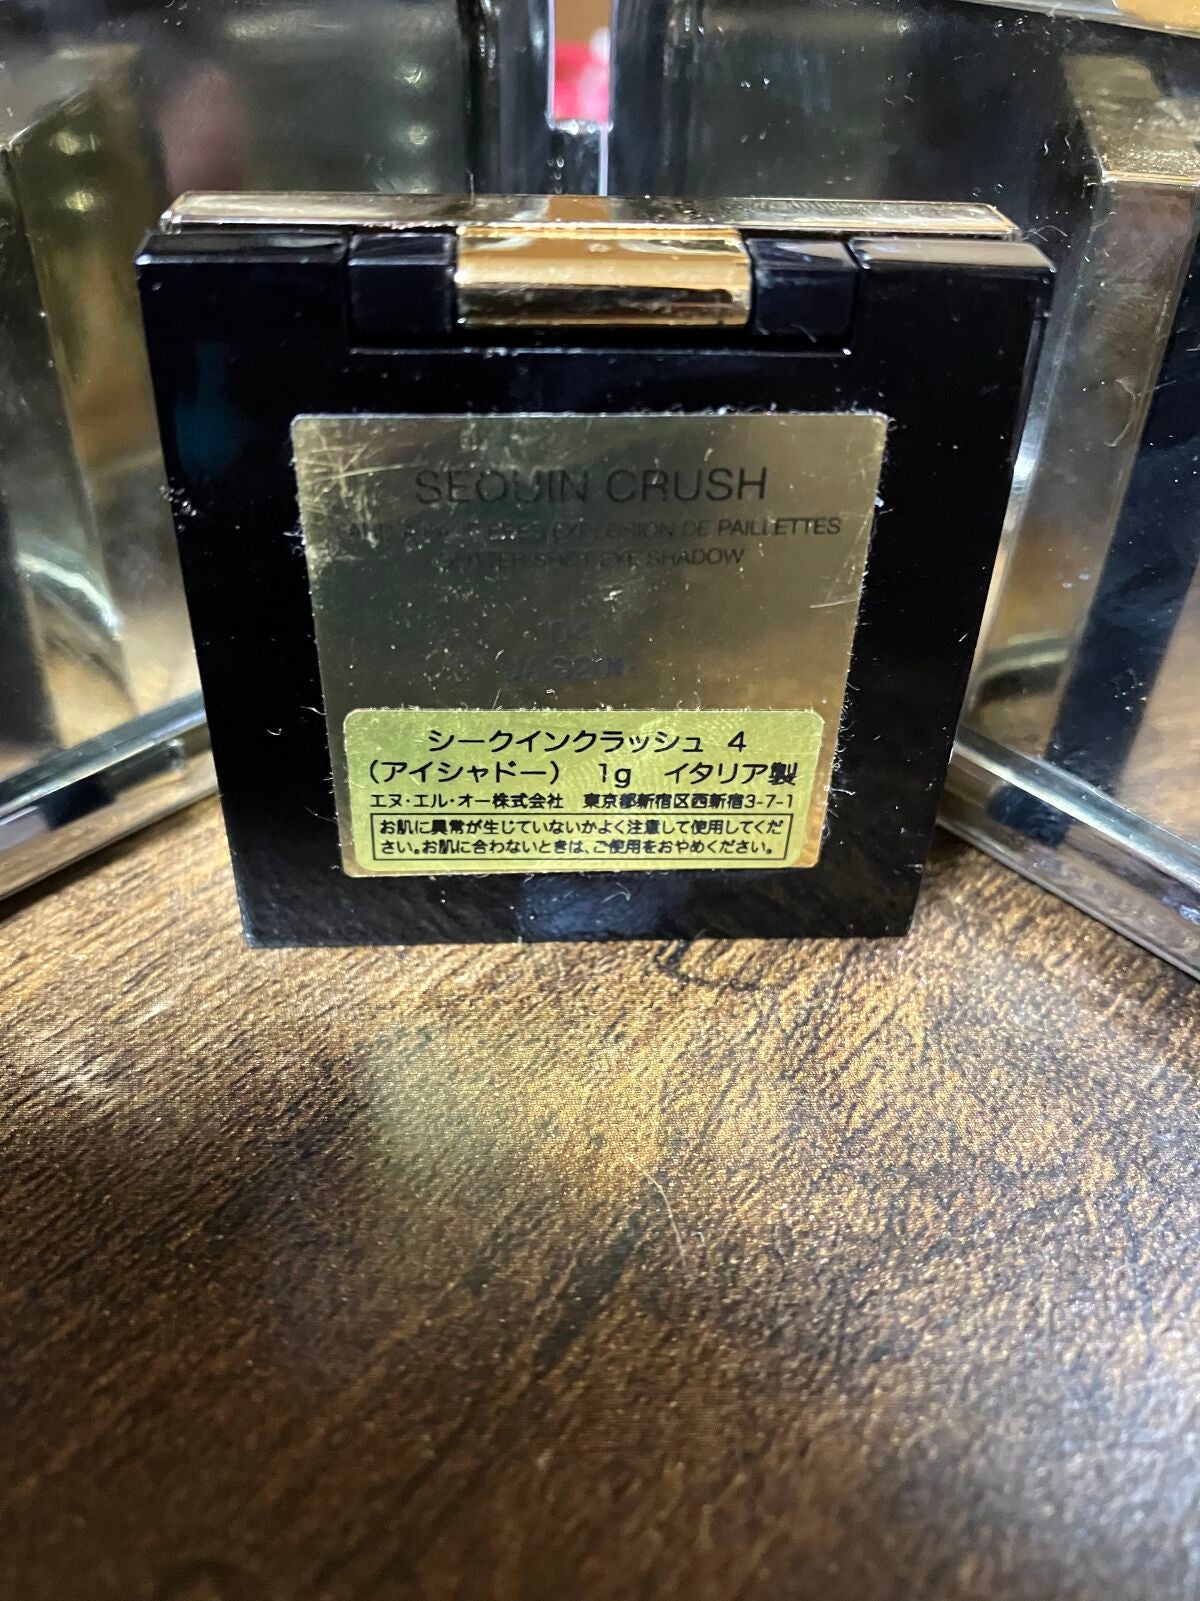 SEQUIN CRUSH
EXPLOSION DE PAILLETTES
EYE SHADOW
シークインクラッシュ 4
(アイシャドー) 1g イタリア製
エヌ・エル・オー株式会社 東京都新宿区西新宿3-7-1
お肌に異常が生じていないかよく注意して使用してくだ
さい。お肌に合わないときは、ご使用をおやめください。